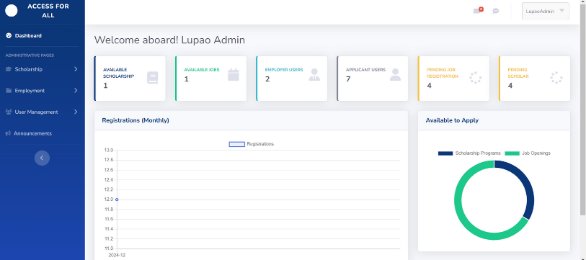 ACCESS FOR
ALL
Lupao Admin
Dashboard
ADMINISTRATIVE PAGES
Scholarship
Employment
User Management
Announcements
Welcome aboard! Lupao Admin
AVAILABLE
SCHOLARSHIP
1
AVAILABLE JOBS
1
EMPLOYER USERS
2
APPLICANT USERS
7
PENDING JOB
REGISTRATION
4
PENDING
SCHOLAR
4
Registrations (Monthly)
Registrations
13.0
12.8
12.6
12.4
12.2
12.0
11.8
11.6
11.4
11.2
11.0
2024-12
Available to Apply
Scholarship Programs
Job Openings